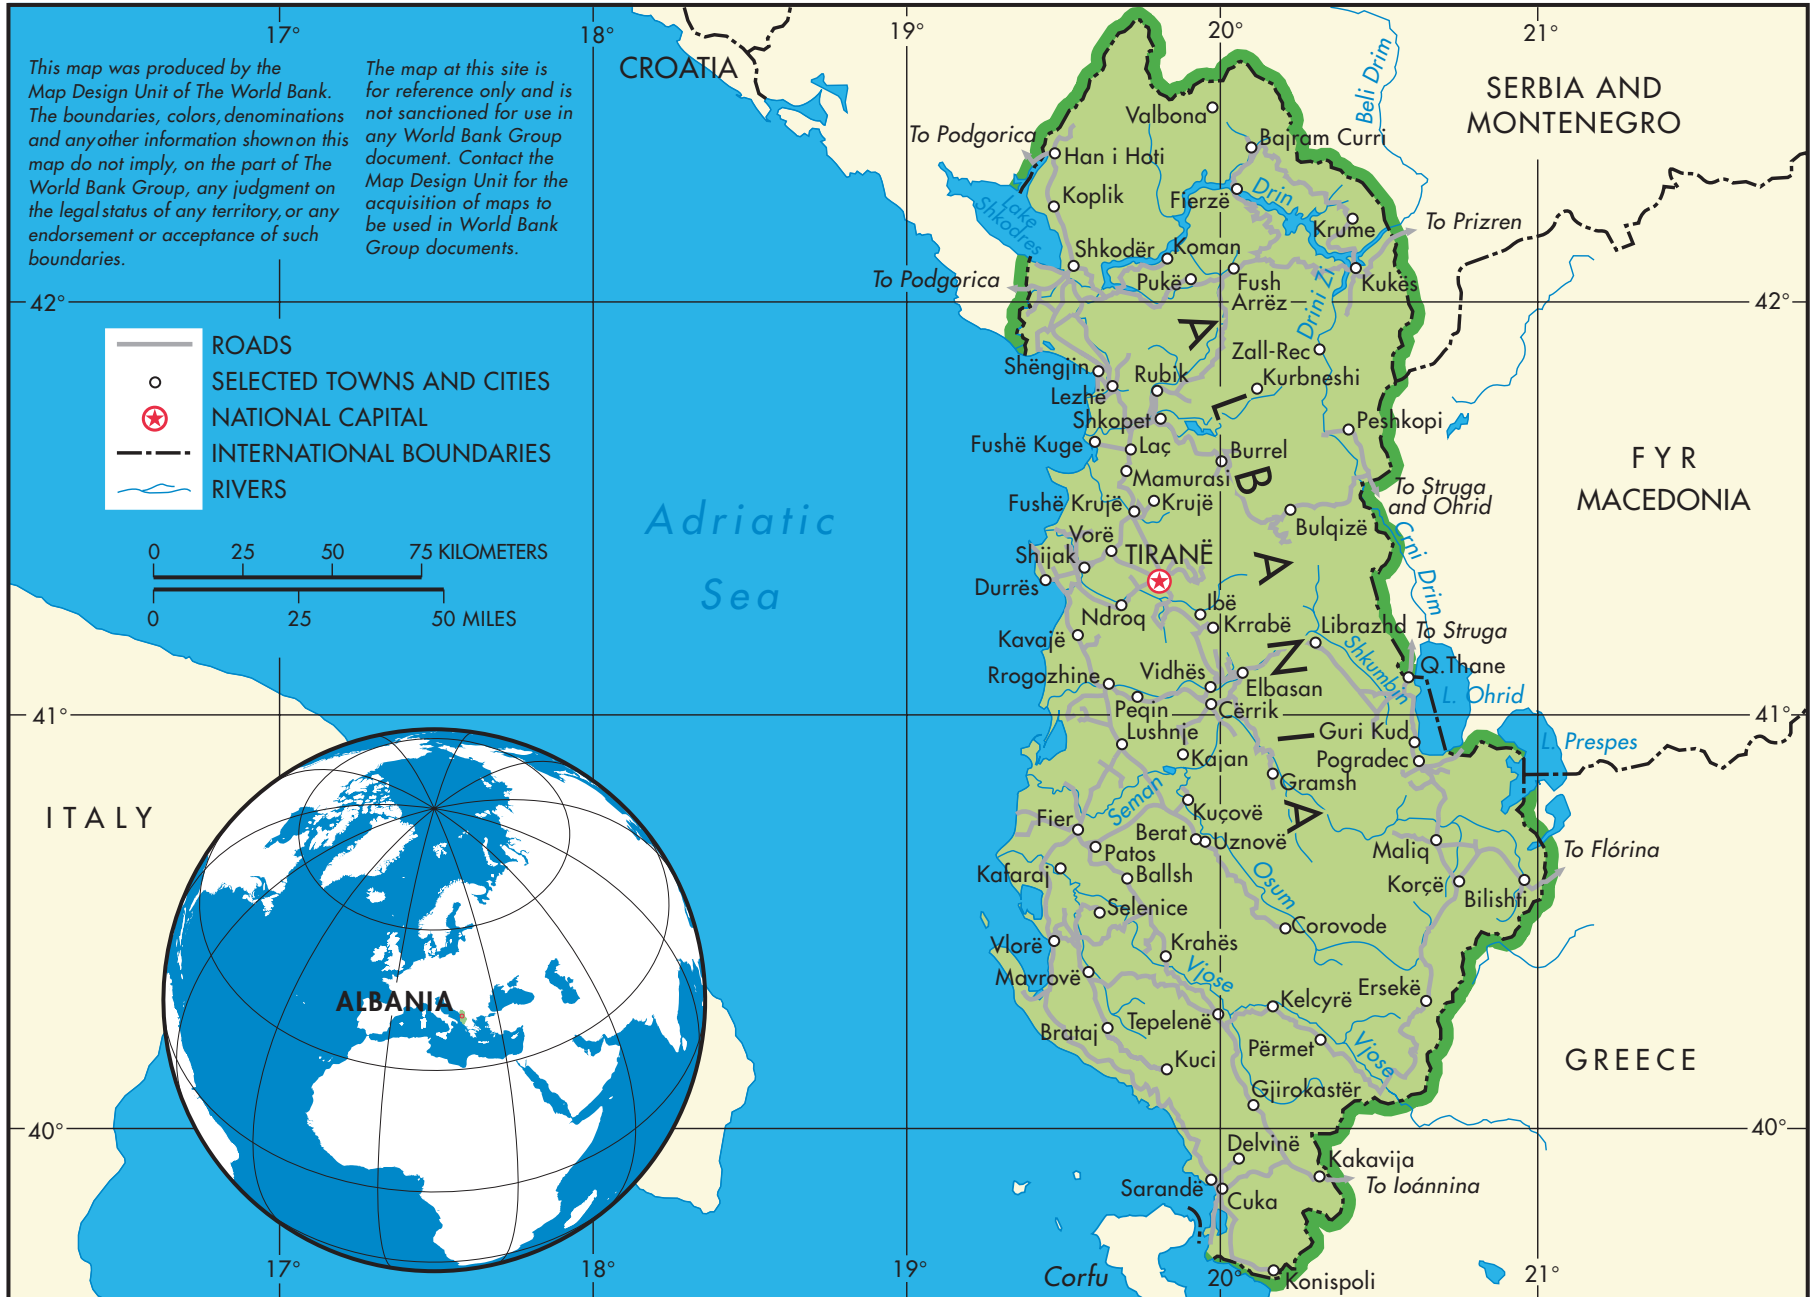 17°
18°
19°
20°
21°
This map was produced by the
Map Design Unit of The World Bank.
The boundaries, colors, denominations
and any other information shown on this
map do not imply, on the part of The
World Bank Group, any judgment on
the legal status of any territory, or any
endorsement or acceptance of such
boundaries.
The map at this site is
for reference only and is
not sanctioned for use in
any World Bank Group
document. Contact the
Map Design Unit for the
acquisition of maps to
be used in World Bank
Group documents.
CROATIA
SERBIA AND
MONTENEGRO
Beli Drim
Valbona
Bajram Curri
To Podgorica
Han i Hoti
Koplik
Fierzë
Drin
Krume
To Prizren
Lake
Shkodres
Shkodër
Koman
To Podgorica
Pukë
Fush
Arrëz
Drini Zi
Kukës
42°
42°
ROADS
SELECTED TOWNS AND CITIES
NATIONAL CAPITAL
INTERNATIONAL BOUNDARIES
RIVERS
0
25
50
75 KILOMETERS
0
25
50 MILES
Adriatic
Sea
ALBANIA
Shëngjin
Lezhë
Rubik
Zall-Rec
Kurbneshi
Shkopet
Peshkopi
Fushë Kuge
Laç
Burrel
Mamurasi
FYR
MACEDONIA
To Struga
and Ohrid
Fushë Krujë
Krujë
Bulqizë
Vorë
TIRANË
Shijak
Durrës
Crni Drim
Ndroq
Ibë
Krrabë
Librazhd
To Struga
Kavajë
Shkumbin
Q.Thane
Rrogozhine
Vidhës
Elbasan
L. Ohrid
Peqin
Cërrik
41°
41°
Lushnje
Guri Kud
L. Prespes
Kajan
Pogradec
Gramsh
Seman
Kuçovë
ITALY
Fier
Berat
Uznovë
Patos
Maliq
To Flórina
Kafaraj
Ballsh
Osum
Korçë
Bilishti
Selenice
Corovode
Vlorë
Krahës
Mavrovë
Vjose
Ersekë
Kelcyrë
ALBANIA
Tepelenë
Brataj
Përmet
Vjose
Kuci
GREECE
Gjirokastër
40°
40°
Delvinë
Kakavija
To Ioánnina
Sarandë
Cuka
Corfu
Konispoli
17°
18°
19°
20°
21°